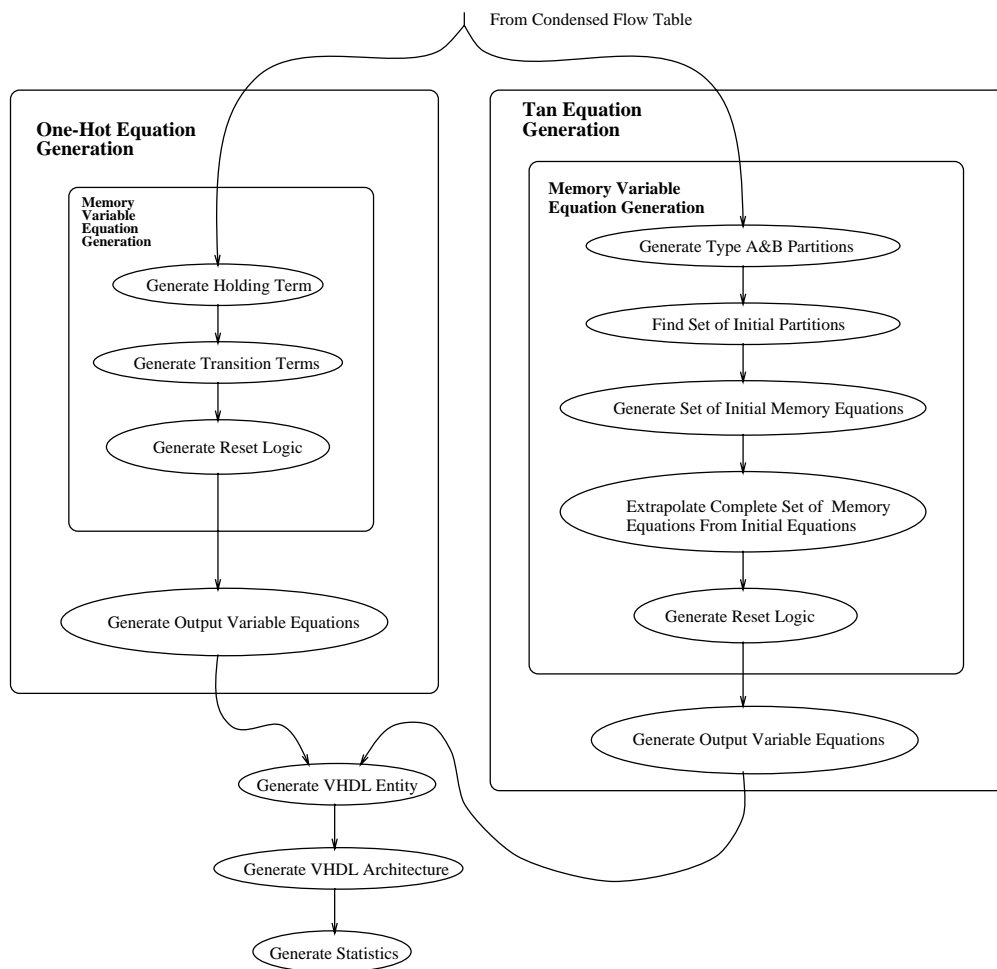 From Condensed Flow Table
One-Hot Equation
Generation
Memory
Variable
Equation
Generation
Generate Holding Term
Generate Transition Terms
Generate Reset Logic
Generate Output Variable Equations
Tan Equation
Generation
Memory Variable
Equation Generation
Generate Type A&B Partitions
Find Set of Initial Partitions
Generate Set of Initial Memory Equations
Extrapolate Complete Set of Memory
Equations From Initial Equations
Generate Reset Logic
Generate Output Variable Equations
Generate VHDL Entity
Generate VHDL Architecture
Generate Statistics